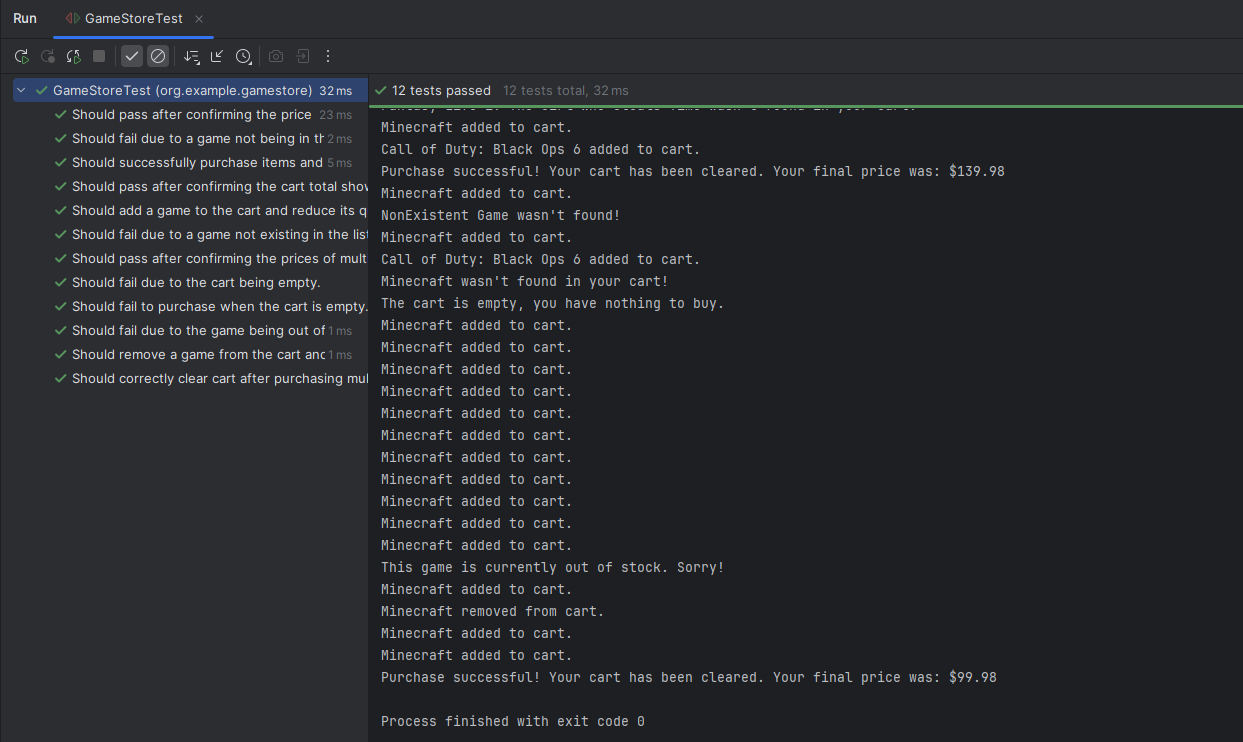 Run
GameStoreTest
GameStoreTest (org.example.gamestore) 32 ms
Should pass after confirming the price 23 ms
Should fail due to a game not being in th 2 ms
Should successfully purchase items and 5 ms
Should pass after confirming the cart total show
Should add a game to the cart and reduce its q
Should fail due to a game not existing in the list
Should pass after confirming the prices of mult
Should fail due to the cart being empty.
Should fail to purchase when the cart is empty.
Should fail due to the game being out of 1 ms
Should remove a game from the cart and 1 ms
Should correctly clear cart after purchasing mul
12 tests passed 12 tests total, 32 ms
Minecraft added to cart.
Call of Duty: Black Ops 6 added to cart.
Purchase successful! Your cart has been cleared. Your final price was: $139.98
Minecraft added to cart.
NonExistent Game wasn't found!
Minecraft added to cart.
Call of Duty: Black Ops 6 added to cart.
Minecraft wasn't found in your cart!
The cart is empty, you have nothing to buy.
Minecraft added to cart.
Minecraft added to cart.
Minecraft added to cart.
Minecraft added to cart.
Minecraft added to cart.
Minecraft added to cart.
Minecraft added to cart.
Minecraft added to cart.
Minecraft added to cart.
Minecraft added to cart.
Minecraft added to cart.
This game is currently out of stock. Sorry!
Minecraft added to cart.
Minecraft removed from cart.
Minecraft added to cart.
Minecraft added to cart.
Purchase successful! Your cart has been cleared. Your final price was: $99.98
Process finished with exit code 0